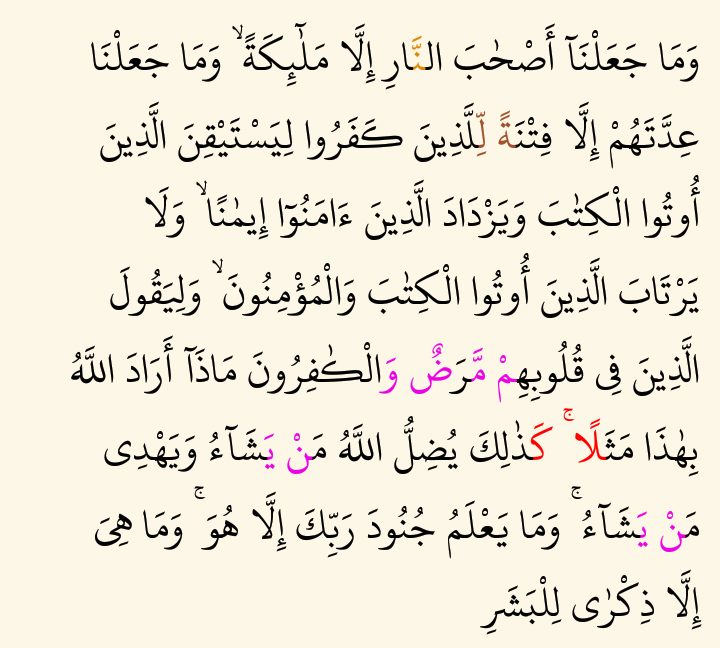 وَمَا جَعَلْنَآ أَصْحَٰبَ النَّارِ إِلَّا مَلَٰٓئِكَةً ۙ وَمَا جَعَلْنَا
عِدَّتَهُمْ إِلَّا فِتْنَةً لِّلَّذِينَ كَفَرُوا لِيَسْتَيْقِنَ الَّذِينَ
أُوتُوا الْكِتَٰبَ وَيَزْدَادَ الَّذِينَ ءَامَنُوٓا إِيمَٰنًا ۙ وَلَا
يَرْتَابَ الَّذِينَ أُوتُوا الْكِتَٰبَ وَالْمُؤْمِنُونَ ۙ وَلِيَقُولَ
الَّذِينَ فِى قُلُوبِهِمْ مَّرَضٌ وَالْكَٰفِرُونَ مَاذَآ أَرَادَ اللَّهُ
بِهَٰذَا مَثَلًا ۚ كَذَٰلِكَ يُضِلُّ اللَّهُ مَنْ يَشَآءُ وَيَهْدِى
مَنْ يَشَآءُ ۚ وَمَا يَعْلَمُ جُنُودَ رَبِّكَ إِلَّا هُوَ ۚ وَمَا هِىَ
إِلَّا ذِكْرَٰى لِلْبَشَرِ